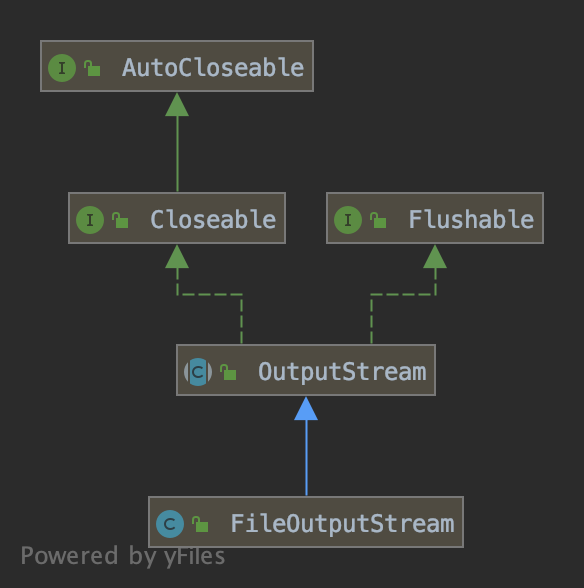 I AutoCloseable
I Closeable
I Flushable
C OutputStream
C FileOutputStream
Powered by yFiles